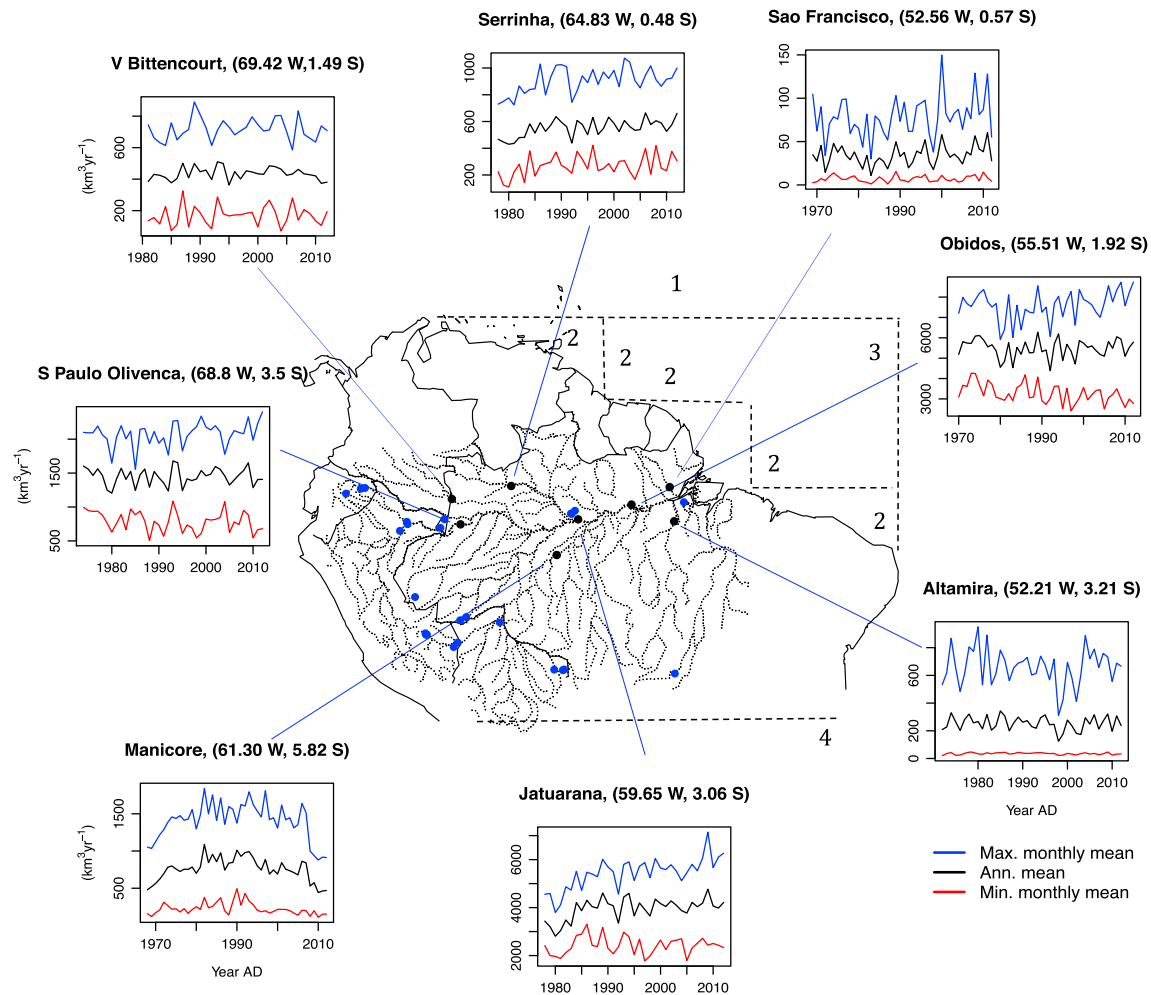 Serrinha, (64.83 W, 0.48 S)
200 600 1000
1980 1990 2000 2010
Sao Francisco, (52.56 W, 0.57 S)
0 50 100 150
1970 1990 2010
V Bittencourt, (69.42 W,1.49 S)
(km³yr⁻¹)
200 600
1980 1990 2000 2010
Obidos, (55.51 W, 1.92 S)
3000 6000
1970 1990 2010
1
2
2
3
2
2
2
4
S Paulo Olivenca, (68.8 W, 3.5 S)
(km³yr⁻¹)
500 1500
1980 1990 2000 2010
Altamira, (52.21 W, 3.21 S)
0 200 600
1980 1990 2000 2010
Year AD
Manicore, (61.30 W, 5.82 S)
(km³yr⁻¹)
500 1500
1970 1990 2010
Year AD
Jatuarana, (59.65 W, 3.06 S)
2000 4000 6000
1980 1990 2000 2010
Max. monthly mean
Ann. mean
Min. monthly mean